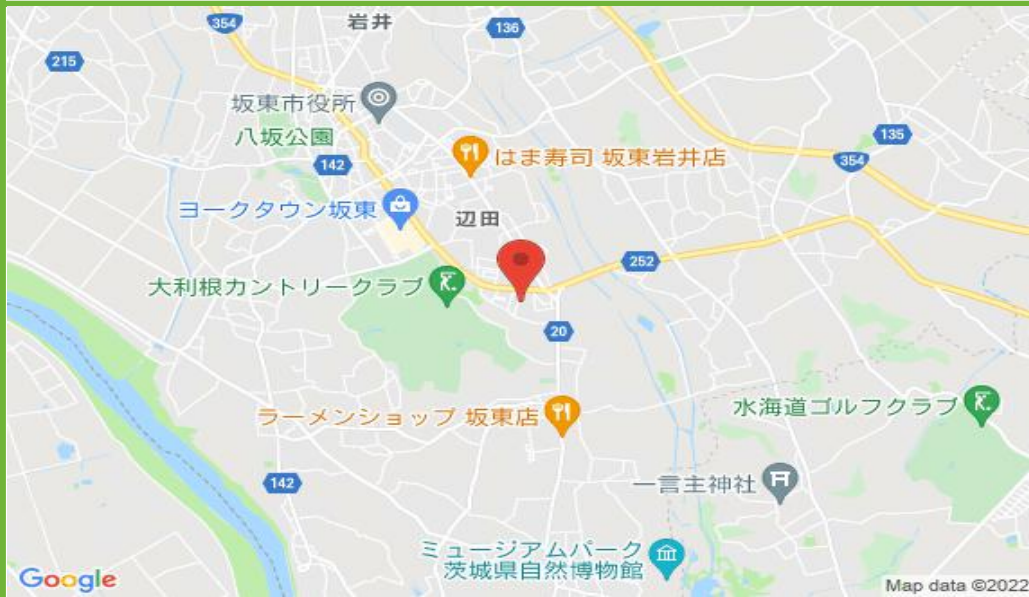 354
岩井
136
215
坂東市役所
八坂公園
135
はま寿司 坂東岩井店
354
142
ヨークタウン坂東
辺田
252
大利根カントリークラブ
20
水海道ゴルフクラブ
ラーメンショップ 坂東店
142
一言主神社
ミュージアムパーク
茨城県自然博物館
Google
Map data ©2022